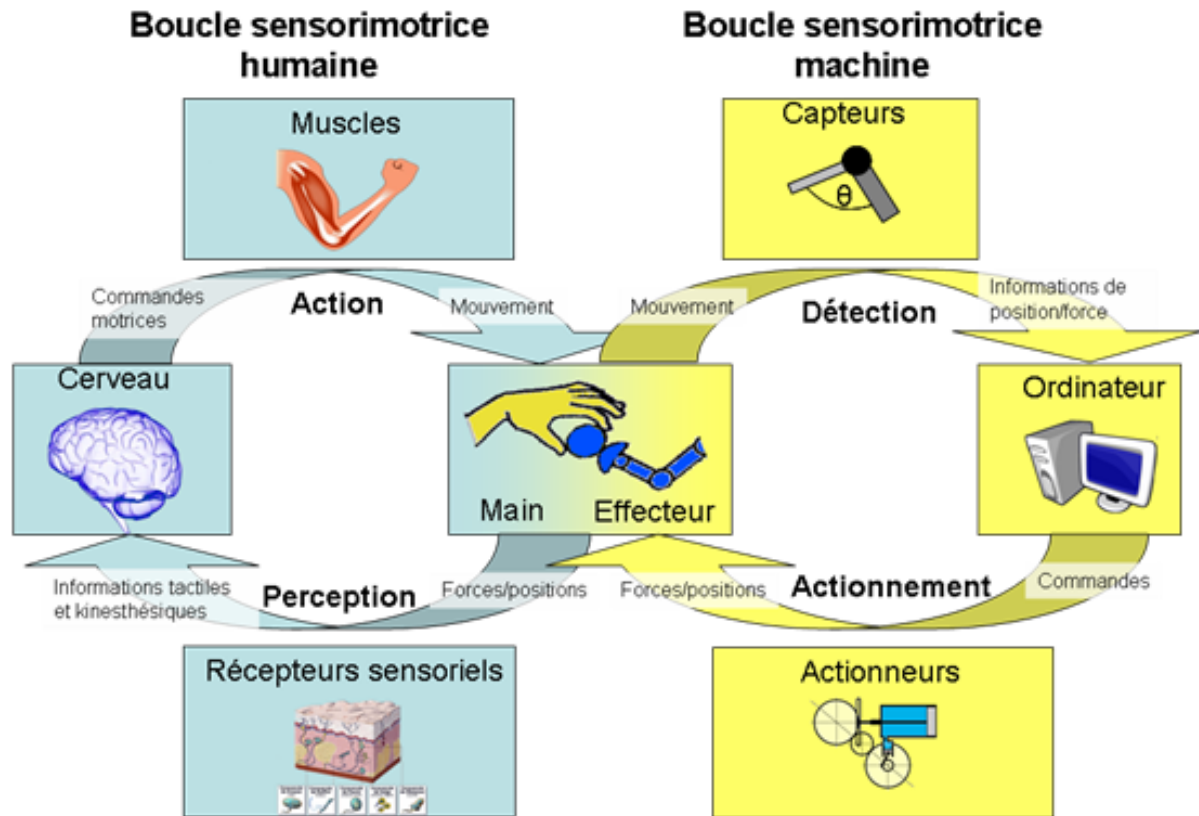 Boucle sensorimotrice
humaine
Boucle sensorimotrice
machine
Muscles
Capteurs
θ
Commandes
motrices
Action
Mouvement
Mouvement
Détection
Informations de
position/force
Cerveau
Main
Effecteur
Ordinateur
Informations tactiles
et kinesthésiques
Perception
Forces/positions
Forces/positions
Actionnement
Commandes
Récepteurs sensoriels
Actionneurs